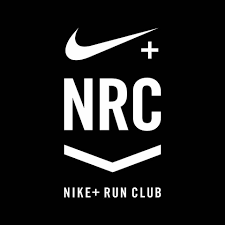 +
NRC
NIKE+ RUN CLUB